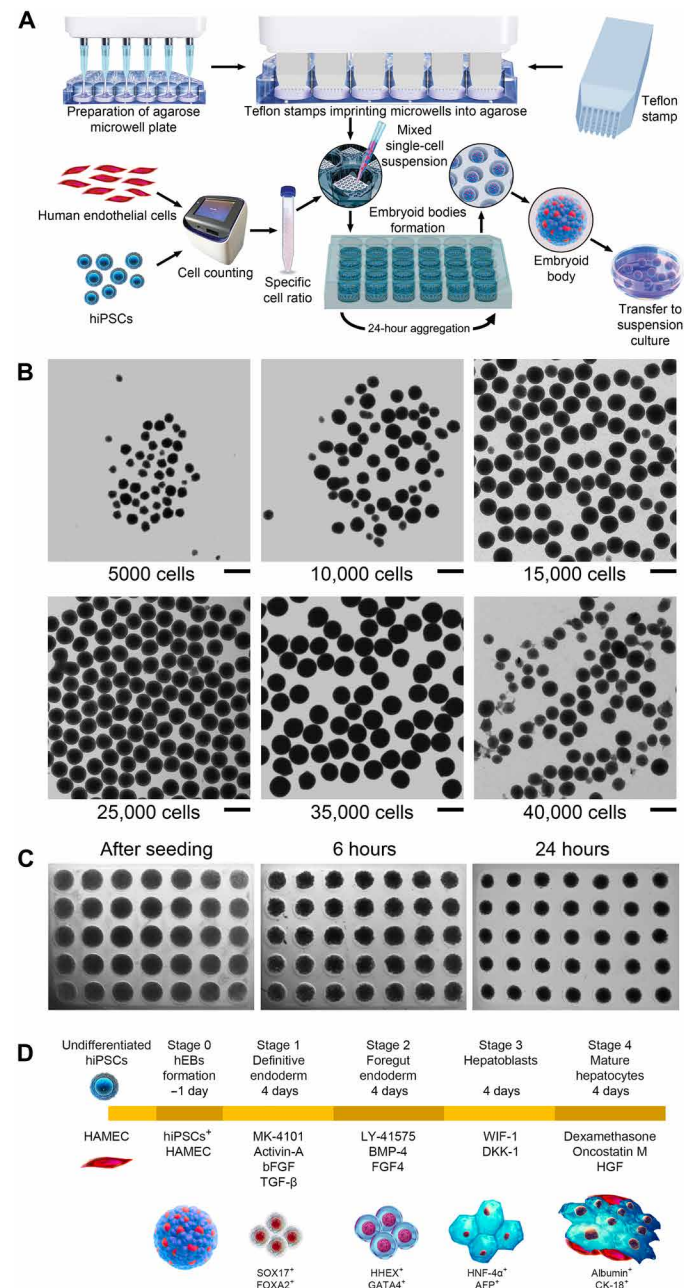 A
Preparation of agarose
microwell plate
Teflon stamps imprinting microwells into agarose
Teflon
stamp
Mixed
single-cell
suspension
Human endothelial cells
Cell counting
hiPSCs
Specific
cell ratio
Embryoid bodies
formation
24-hour aggregation
Embryoid
body
Transfer to
suspension
culture
B
5000 cells
10,000 cells
15,000 cells
25,000 cells
35,000 cells
40,000 cells
C
After seeding
6 hours
24 hours
D
Undifferentiated
hiPSCs
Stage 0
hEBs
formation
–1 day
Stage 1
Definitive
endoderm
4 days
Stage 2
Foregut
endoderm
4 days
Stage 3
Hepatoblasts
4 days
Stage 4
Mature
hepatocytes
4 days
HAMEC
hiPSCs+
HAMEC
MK-4101
Activin-A
bFGF
TGF-β
LY-41575
BMP-4
FGF4
WIF-1
DKK-1
Dexamethasone
Oncostatin M
HGF
SOX17+
FOXA2+
HHEX+
GATA4+
HNF-4α+
AFP+
Albumin+
CK-18+